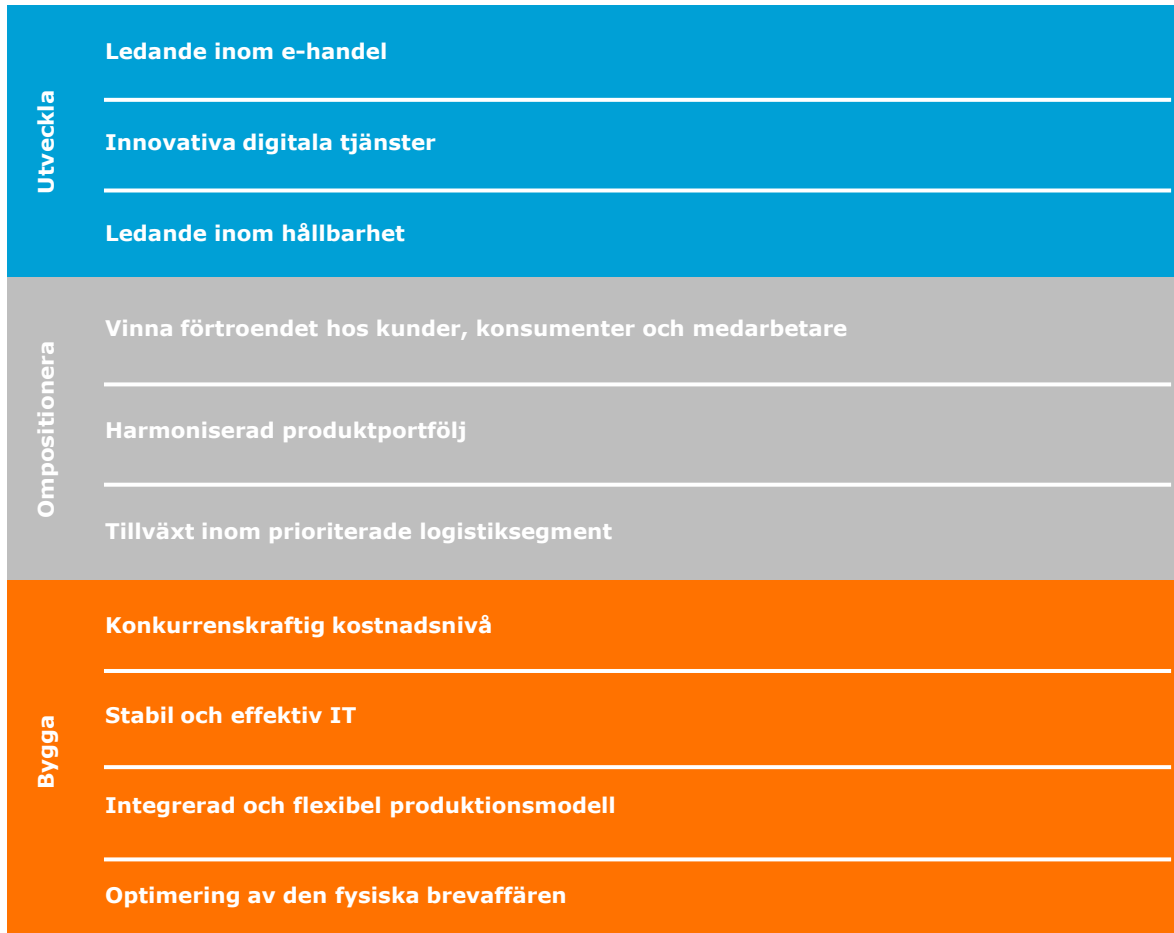 Utveckla
Ledande inom e-handel
Innovativa digitala tjänster
Ledande inom hållbarhet
Ompositionera
Vinna förtroendet hos kunder, konsumenter och medarbetare
Harmoniserad produktportfölj
Tillväxt inom prioriterade logistiksegment
Bygga
Konkurrenskraftig kostnadsnivå
Stabil och effektiv IT
Integrerad och flexibel produktionsmodell
Optimering av den fysiska brevaffären